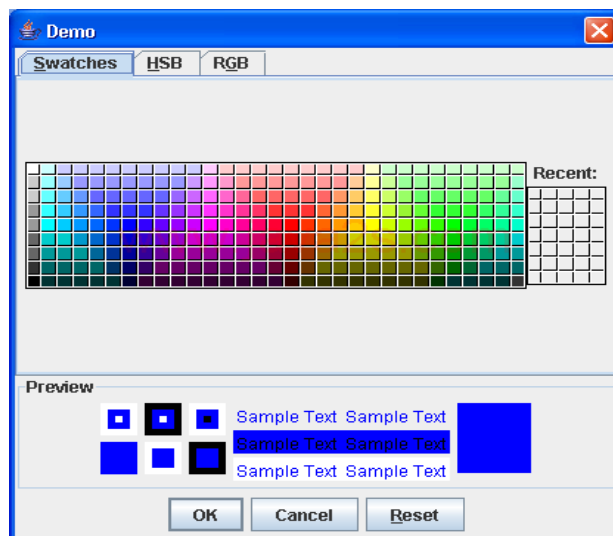 Demo
Swatches HSB RGB
Recent:
Preview
Sample Text Sample Text
Sample Text Sample Text
Sample Text Sample Text
OK Cancel Reset